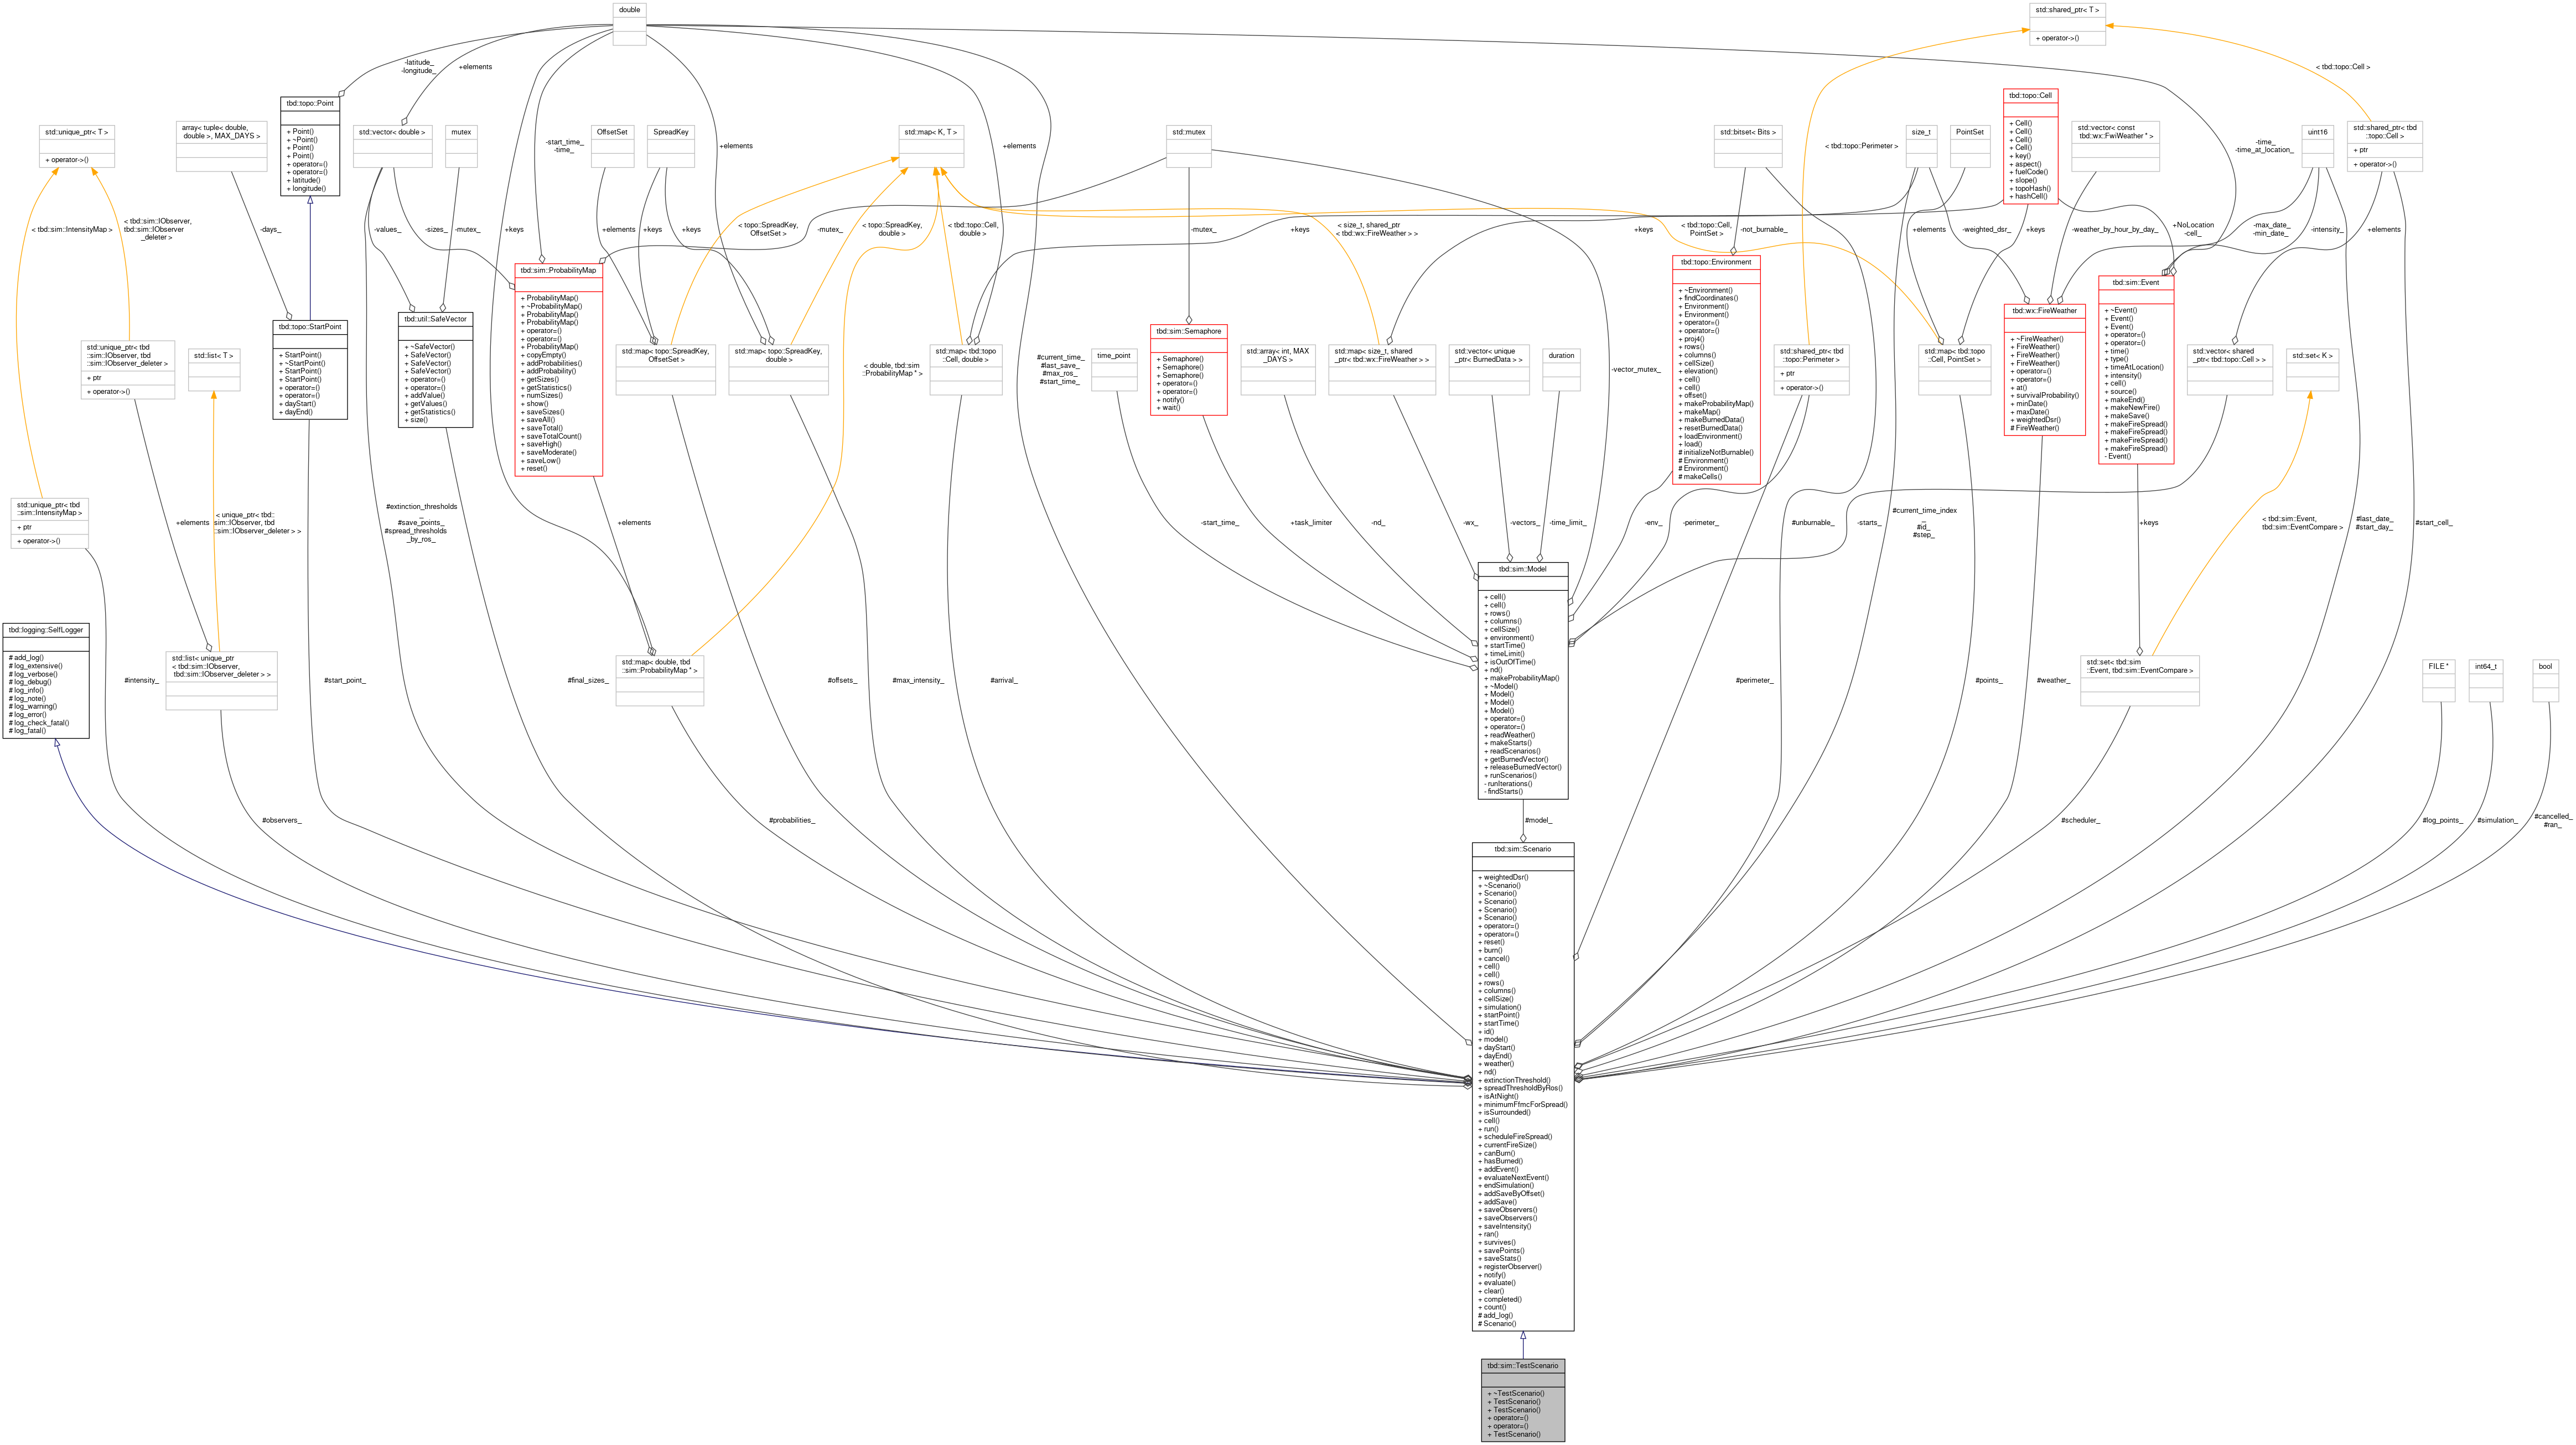 double
std::shared_ptr< T >
+ operator->()
-latitude_
-longitude_
+elements
< tbd::topo::Cell >
tbd::topo::Point
+ Point()
+ ~Point()
+ Point()
+ Point()
+ operator=()
+ operator=()
+ latitude()
+ longitude()
tbd::topo::Cell
+ Cell()
+ Cell()
+ Cell()
+ Cell()
+ key()
+ aspect()
+ fuelCode()
+ slope()
+ topoHash()
+ hashCell()
std::unique_ptr< T >
+ operator->()
array< tuple< double,
double >, MAX_DAYS >
std::vector< double >
mutex
-start_time_
-time_
OffsetSet
SpreadKey
+elements
std::map< K, T >
+elements
std::mutex
std::bitset< Bits >
< tbd::topo::Perimeter >
size_t
PointSet
std::vector< const
tbd::wx::FwiWeather * >
-time_
-time_at_location_
uint16
std::shared_ptr< tbd
::topo::Cell >
+ ptr
+ operator->()
< tbd::sim::IntensityMap >
< tbd::sim::IObserver,
tbd::sim::IObserver
_deleter >
-days_
-values_
-sizes_
-mutex_
+keys
+elements
+keys
+keys
< topo::SpreadKey,
OffsetSet >
-mutex_
< topo::SpreadKey,
double >
< tbd::topo::Cell,
double >
-mutex_
+keys
< size_t, shared_ptr
< tbd::wx::FireWeather > >
+keys
< tbd::topo::Cell,
PointSet >
-not_burnable_
+elements
-weighted_dsr_
+keys
-weather_by_hour_by_day_
+NoLocation
-cell_
-max_date_
-min_date_
-intensity_
+elements
tbd::sim::ProbabilityMap
+ ProbabilityMap()
+ ~ProbabilityMap()
+ ProbabilityMap()
+ ProbabilityMap()
+ operator=()
+ operator=()
+ ProbabilityMap()
+ copyEmpty()
+ addProbabilities()
+ addProbability()
+ getSizes()
+ getStatistics()
+ numSizes()
+ show()
+ saveSizes()
+ saveAll()
+ saveTotal()
+ saveTotalCount()
+ saveHigh()
+ saveModerate()
+ saveLow()
+ reset()
tbd::topo::Environment
+ ~Environment()
+ findCoordinates()
+ Environment()
+ Environment()
+ operator=()
+ operator=()
+ proj4()
+ rows()
+ columns()
+ cellSize()
+ elevation()
+ cell()
+ cell()
+ offset()
+ makeProbabilityMap()
+ makeMap()
+ makeBurnedData()
+ resetBurnedData()
+ loadEnvironment()
+ load()
# initializeNotBurnable()
# Environment()
# Environment()
# makeCells()
tbd::sim::Event
+ ~Event()
+ Event()
+ Event()
+ operator=()
+ operator=()
+ time()
+ type()
+ timeAtLocation()
+ intensity()
+ cell()
+ source()
+ makeEnd()
+ makeNewFire()
+ makeSave()
+ makeFireSpread()
+ makeFireSpread()
+ makeFireSpread()
+ makeFireSpread()
- Event()
tbd::wx::FireWeather
+ ~FireWeather()
+ FireWeather()
+ FireWeather()
+ FireWeather()
+ operator=()
+ operator=()
+ at()
+ survivalProbability()
+ minDate()
+ maxDate()
+ weightedDsr()
# FireWeather()
tbd::topo::StartPoint
+ StartPoint()
+ ~StartPoint()
+ StartPoint()
+ StartPoint()
+ operator=()
+ operator=()
+ dayStart()
+ dayEnd()
tbd::util::SafeVector
+ ~SafeVector()
+ SafeVector()
+ SafeVector()
+ SafeVector()
+ operator=()
+ operator=()
+ addValue()
+ getValues()
+ getStatistics()
+ size()
tbd::sim::Semaphore
+ Semaphore()
+ Semaphore()
+ Semaphore()
+ operator=()
+ operator=()
+ notify()
+ wait()
std::unique_ptr< tbd
::sim::IObserver, tbd
::sim::IObserver_deleter >
+ ptr
+ operator->()
std::list< T >
std::map< topo::SpreadKey,
OffsetSet >
std::map< topo::SpreadKey,
double >
< double, tbd::sim
::ProbabilityMap * >
std::map< tbd::topo
::Cell, double >
#current_time_
#last_save_
#max_ros_
#start_time_
time_point
std::array< int, MAX
_DAYS >
std::map< size_t, shared
_ptr< tbd::wx::FireWeather > >
std::vector< unique
_ptr< BurnedData > >
duration
-vector_mutex_
std::shared_ptr< tbd
::topo::Perimeter >
+ ptr
+ operator->()
std::map< tbd::topo
::Cell, PointSet >
std::vector< shared
_ptr< tbd::topo::Cell > >
std::set< K >
std::unique_ptr< tbd
::sim::IntensityMap >
+ ptr
+ operator->()
+elements
< unique_ptr< tbd::
sim::IObserver, tbd
::sim::IObserver_deleter > >
#extinction_thresholds
_
#save_points_
#spread_thresholds
_by_ros_
+elements
-start_time_
+task_limiter
-nd_
-wx_
-vectors_
-time_limit_
-env_
-perimeter_
#unburnable_
-starts_
#current_time_index
_
#id_
#step_
+keys
< tbd::sim::Event,
tbd::sim::EventCompare >
#last_date_
#start_day_
#start_cell_
tbd::sim::Model
+ cell()
+ cell()
+ rows()
+ columns()
+ cellSize()
+ environment()
+ startTime()
+ timeLimit()
+ isOutOfTime()
+ nd()
+ makeProbabilityMap()
+ ~Model()
+ Model()
+ Model()
+ Model()
+ operator=()
+ operator=()
+ readWeather()
+ makeStarts()
+ readScenarios()
+ getBurnedVector()
+ releaseBurnedVector()
+ runScenarios()
- runIterations()
- findStarts()
tbd::logging::SelfLogger
# add_log()
# log_extensive()
# log_verbose()
# log_debug()
# log_info()
# log_note()
# log_warning()
# log_error()
# log_check_fatal()
# log_fatal()
#intensity_
std::list< unique_ptr
< tbd::sim::IObserver,
tbd::sim::IObserver_deleter > >
#start_point_
#final_sizes_
std::map< double, tbd
::sim::ProbabilityMap * >
#offsets_
#max_intensity_
#arrival_
#perimeter_
#points_
#weather_
std::set< tbd::sim
::Event, tbd::sim::EventCompare >
FILE *
int64_t
bool
#observers_
#probabilities_
#model_
#scheduler_
#log_points_
#simulation_
#cancelled_
#ran_
tbd::sim::Scenario
+ weightedDsr()
+ ~Scenario()
+ Scenario()
+ Scenario()
+ Scenario()
+ Scenario()
+ operator=()
+ operator=()
+ reset()
+ burn()
+ cancel()
+ cell()
+ cell()
+ rows()
+ columns()
+ cellSize()
+ simulation()
+ startPoint()
+ startTime()
+ id()
+ model()
+ dayStart()
+ dayEnd()
+ weather()
+ nd()
+ extinctionThreshold()
+ spreadThresholdByRos()
+ isAtNight()
+ minimumFfmcForSpread()
+ isSurrounded()
+ cell()
+ run()
+ scheduleFireSpread()
+ currentFireSize()
+ canBurn()
+ hasBurned()
+ addEvent()
+ evaluateNextEvent()
+ endSimulation()
+ addSaveByOffset()
+ addSave()
+ saveObservers()
+ saveObservers()
+ saveIntensity()
+ ran()
+ survives()
+ savePoints()
+ saveStats()
+ registerObserver()
+ notify()
+ evaluate()
+ clear()
+ completed()
+ count()
# add_log()
# Scenario()
tbd::sim::TestScenario
+ ~TestScenario()
+ TestScenario()
+ TestScenario()
+ operator=()
+ operator=()
+ TestScenario()